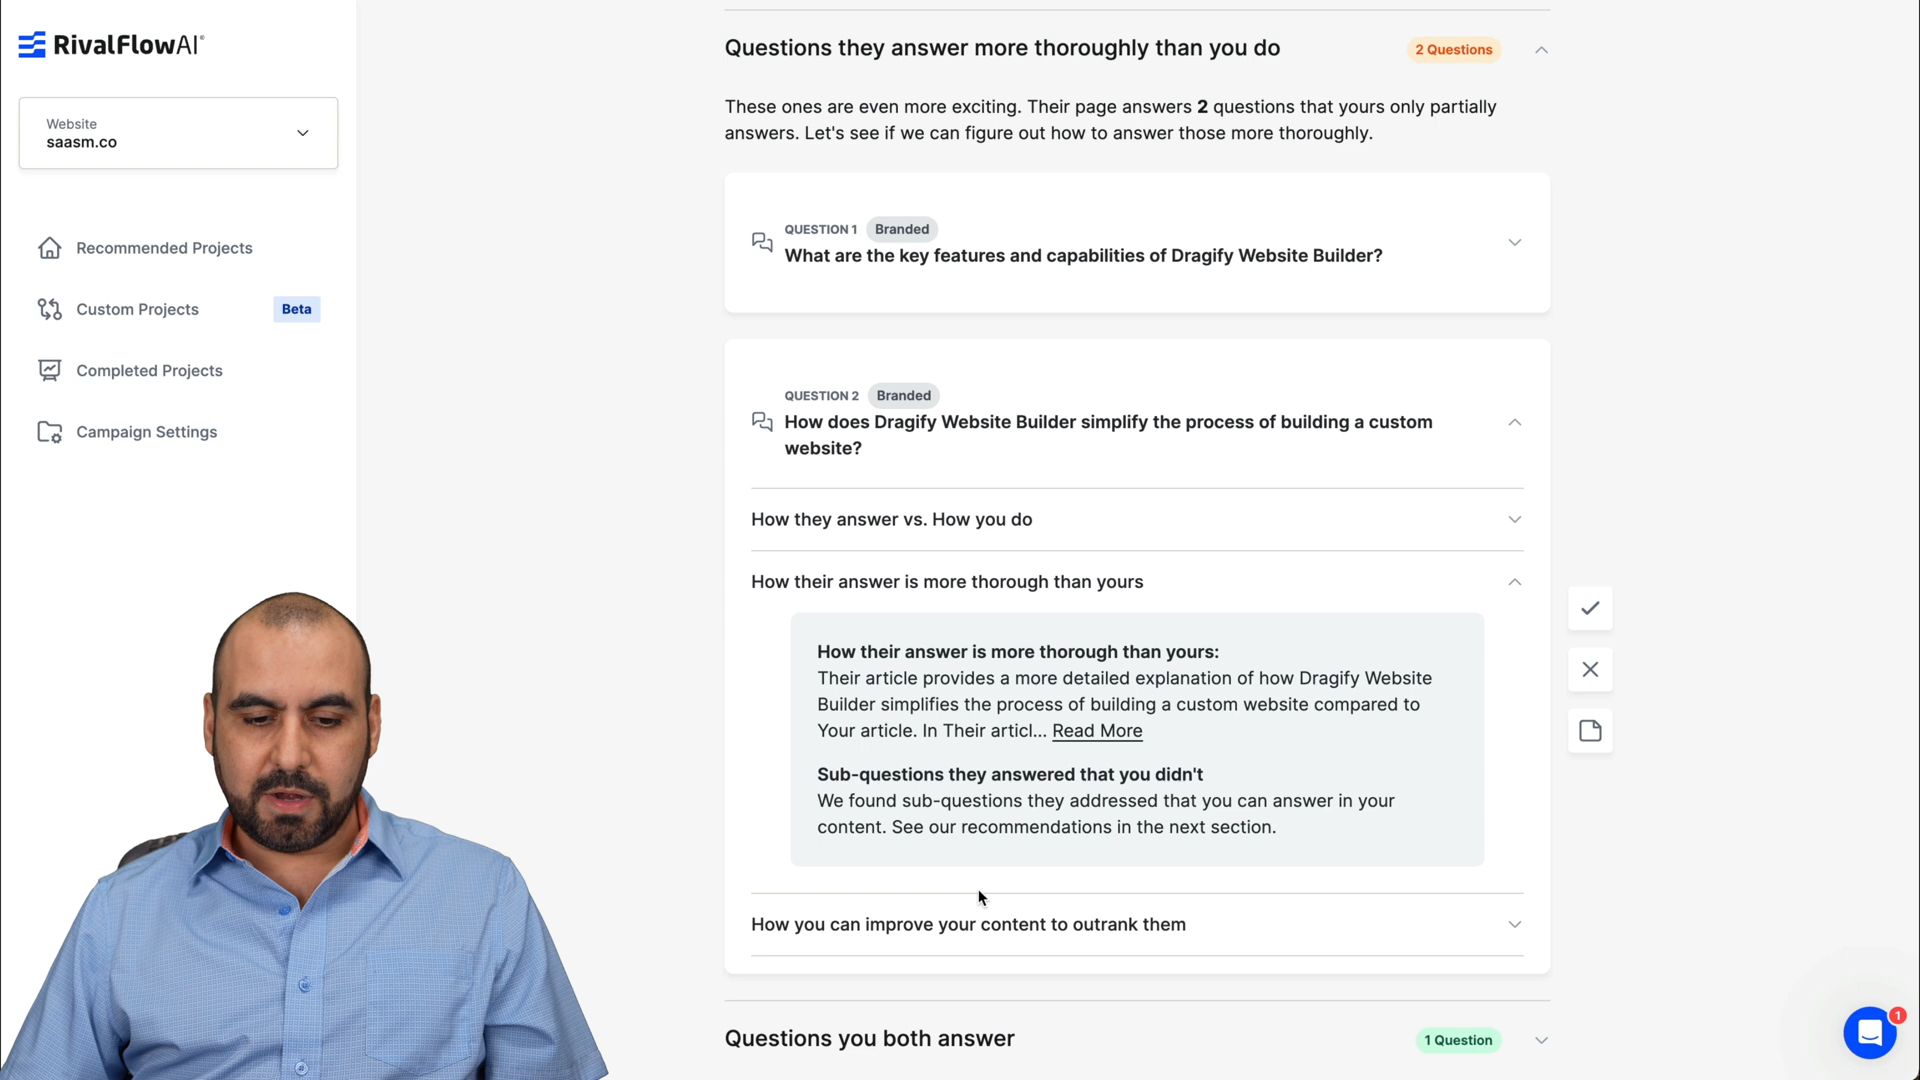 RivalFlowAI®
Website
saasm.co
Recommended Projects
Custom Projects
Beta
Completed Projects
Campaign Settings
Questions they answer more thoroughly than you do
2 Questions
These ones are even more exciting. Their page answers 2 questions that yours only partially
answers. Let's see if we can figure out how to answer those more thoroughly.
QUESTION 1 Branded
What are the key features and capabilities of Dragify Website Builder?
QUESTION 2 Branded
How does Dragify Website Builder simplify the process of building a custom
website?
How they answer vs. How you do
How their answer is more thorough than yours
How their answer is more thorough than yours:
Their article provides a more detailed explanation of how Dragify Website
Builder simplifies the process of building a custom website compared to
Your article. In Their articl... Read More
Sub-questions they answered that you didn't
We found sub-questions they addressed that you can answer in your
content. See our recommendations in the next section.
How you can improve your content to outrank them
Questions you both answer
1 Question
1